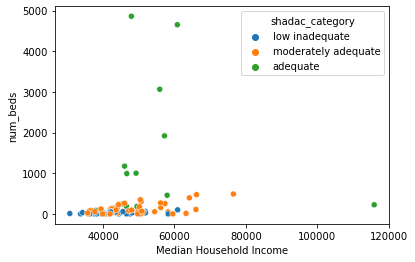 shadac_category
low inadequate
moderately adequate
adequate
num_beds
5000
4000
3000
2000
1000
0
40000 60000 80000 100000 120000
Median Household Income